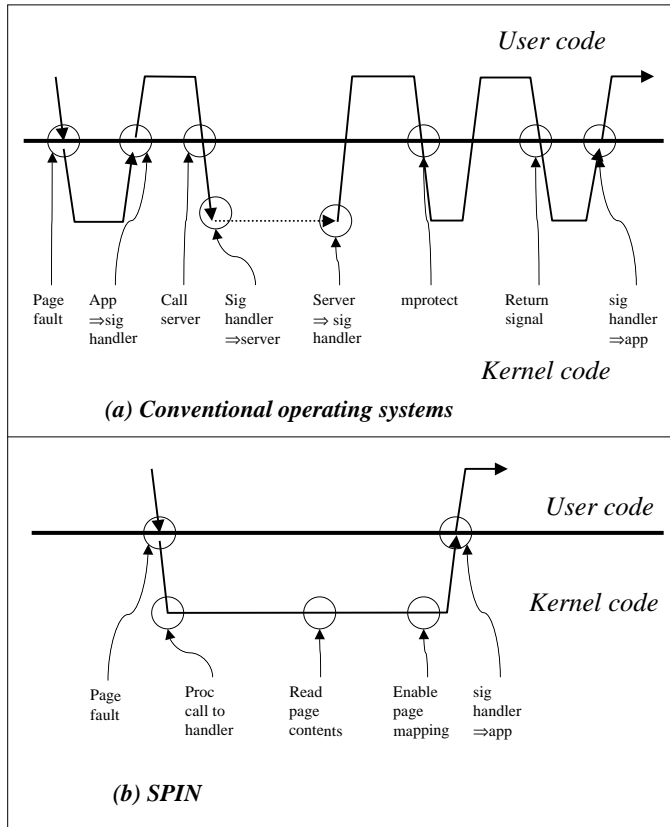 User code
Page
fault
App
⇒sig
handler
Call
server
Sig
handler
⇒server
Server
⇒ sig
handler
mprotect
Return
signal
sig
handler
⇒app
Kernel code
(a) Conventional operating systems
User code
Kernel code
Page
fault
Proc
call to
handler
Read
page
contents
Enable
page
mapping
sig
handler
⇒app
(b) SPIN